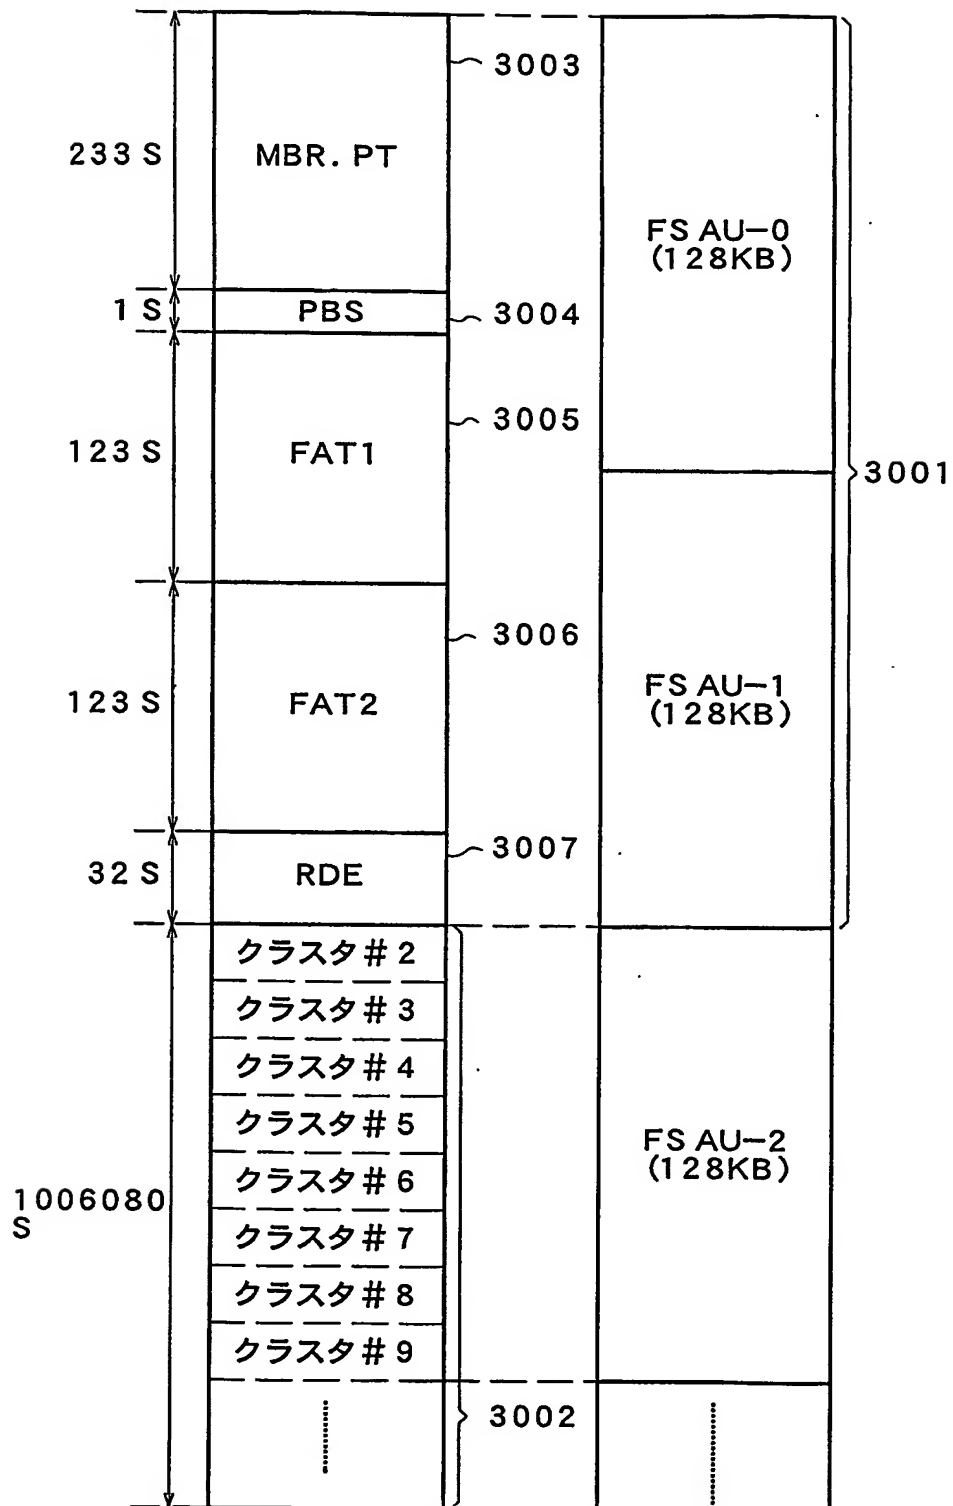 3003
233 S
MBR. PT
FS AU-0
(128KB)
1 S
PBS
3004
3005
123 S
FAT1
3001
3006
123 S
FAT2
FS AU-1
(128KB)
3007
32 S
RDE
クラスタ#2
クラスタ#3
クラスタ#4
クラスタ#5
クラスタ#6
クラスタ#7
クラスタ#8
クラスタ#9
FS AU-2
(128KB)
1006080
S
3002